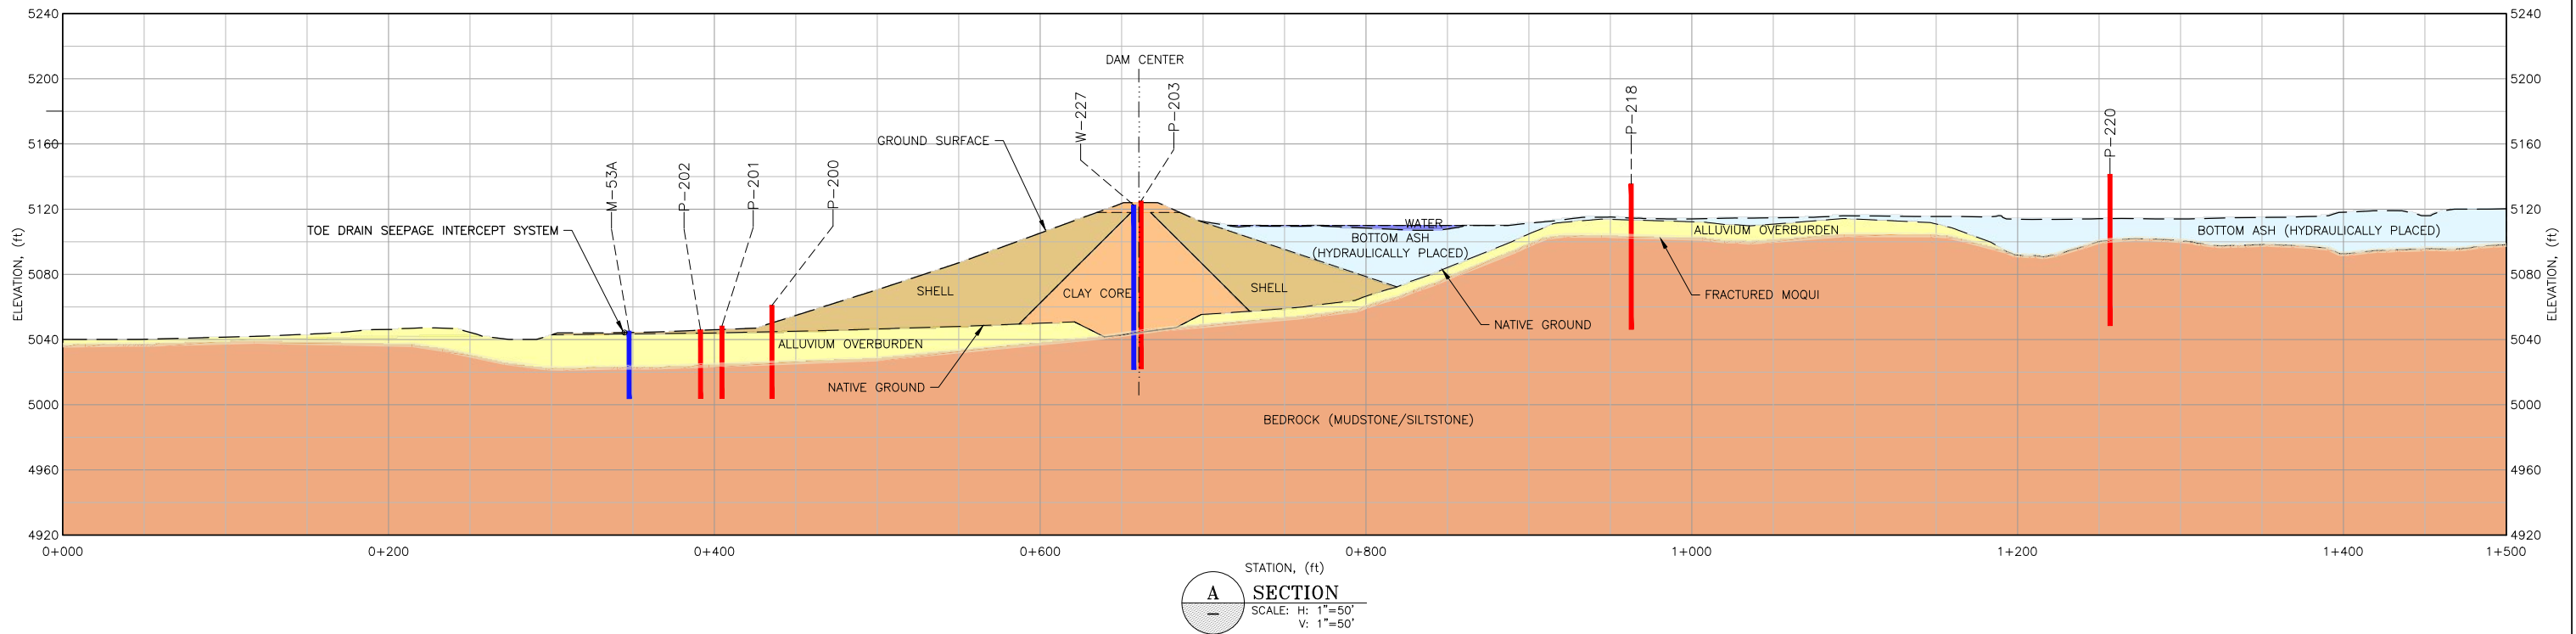 5240
5200
5160
5120
5080
5040
5000
4960
4920
ELEVATION, (ft)
DAM CENTER
W-227
P-203
GROUND SURFACE
M-53A
P-202
P-201
P-200
P-218
P-220
TOE DRAIN SEEPAGE INTERCEPT SYSTEM
WATER
BOTTOM ASH
(HYDRAULICALLY PLACED)
ALLUVIUM OVERBURDEN
BOTTOM ASH (HYDRAULICALLY PLACED)
SHELL
CLAY CORE
SHELL
FRACTURED MOQUI
NATIVE GROUND
ALLUVIUM OVERBURDEN
NATIVE GROUND
BEDROCK (MUDSTONE/SILTSTONE)
5240
5200
5160
5120
5080
5040
5000
4960
4920
ELEVATION, (ft)
0+000
0+200
0+400
0+600
0+800
1+000
1+200
1+400
1+500
STATION, (ft)
A
–
SECTION
SCALE: H: 1"=50'
V: 1"=50'